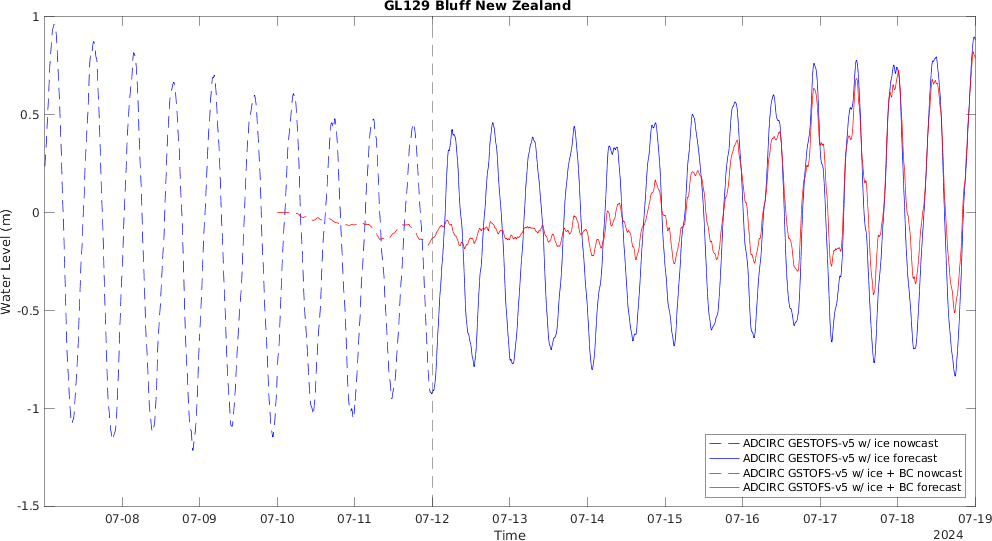 GL129 Bluff New Zealand
1
0.5
0
-0.5
-1
-1.5
Water Level (m)
07-08 07-09 07-10 07-11 07-12 07-13 07-14 07-15 07-16 07-17 07-18 07-19
Time
2024
ADCIRC GESTOFS-v5 w/ ice nowcast
ADCIRC GESTOFS-v5 w/ ice forecast
ADCIRC GSTOFS-v5 w/ ice + BC nowcast
ADCIRC GSTOFS-v5 w/ ice + BC forecast